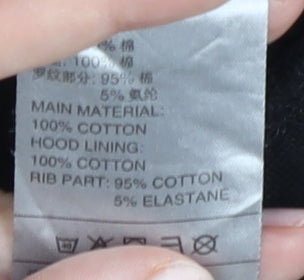 % 棉
: 100% 棉
罗纹部分: 95% 棉
5% 氨纶
MAIN MATERIAL:
100% COTTON
HOOD LINING:
100% COTTON
RIB PART: 95% COTTON
5% ELASTANE
40